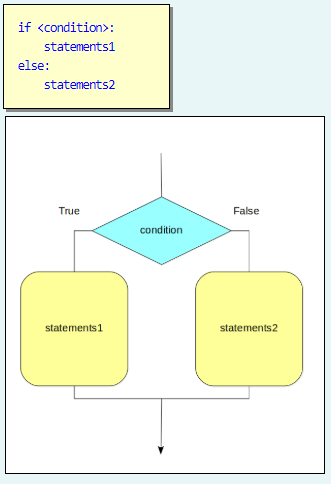 if <condition>:
    statements1
else:
    statements2
True
False
condition
statements1
statements2